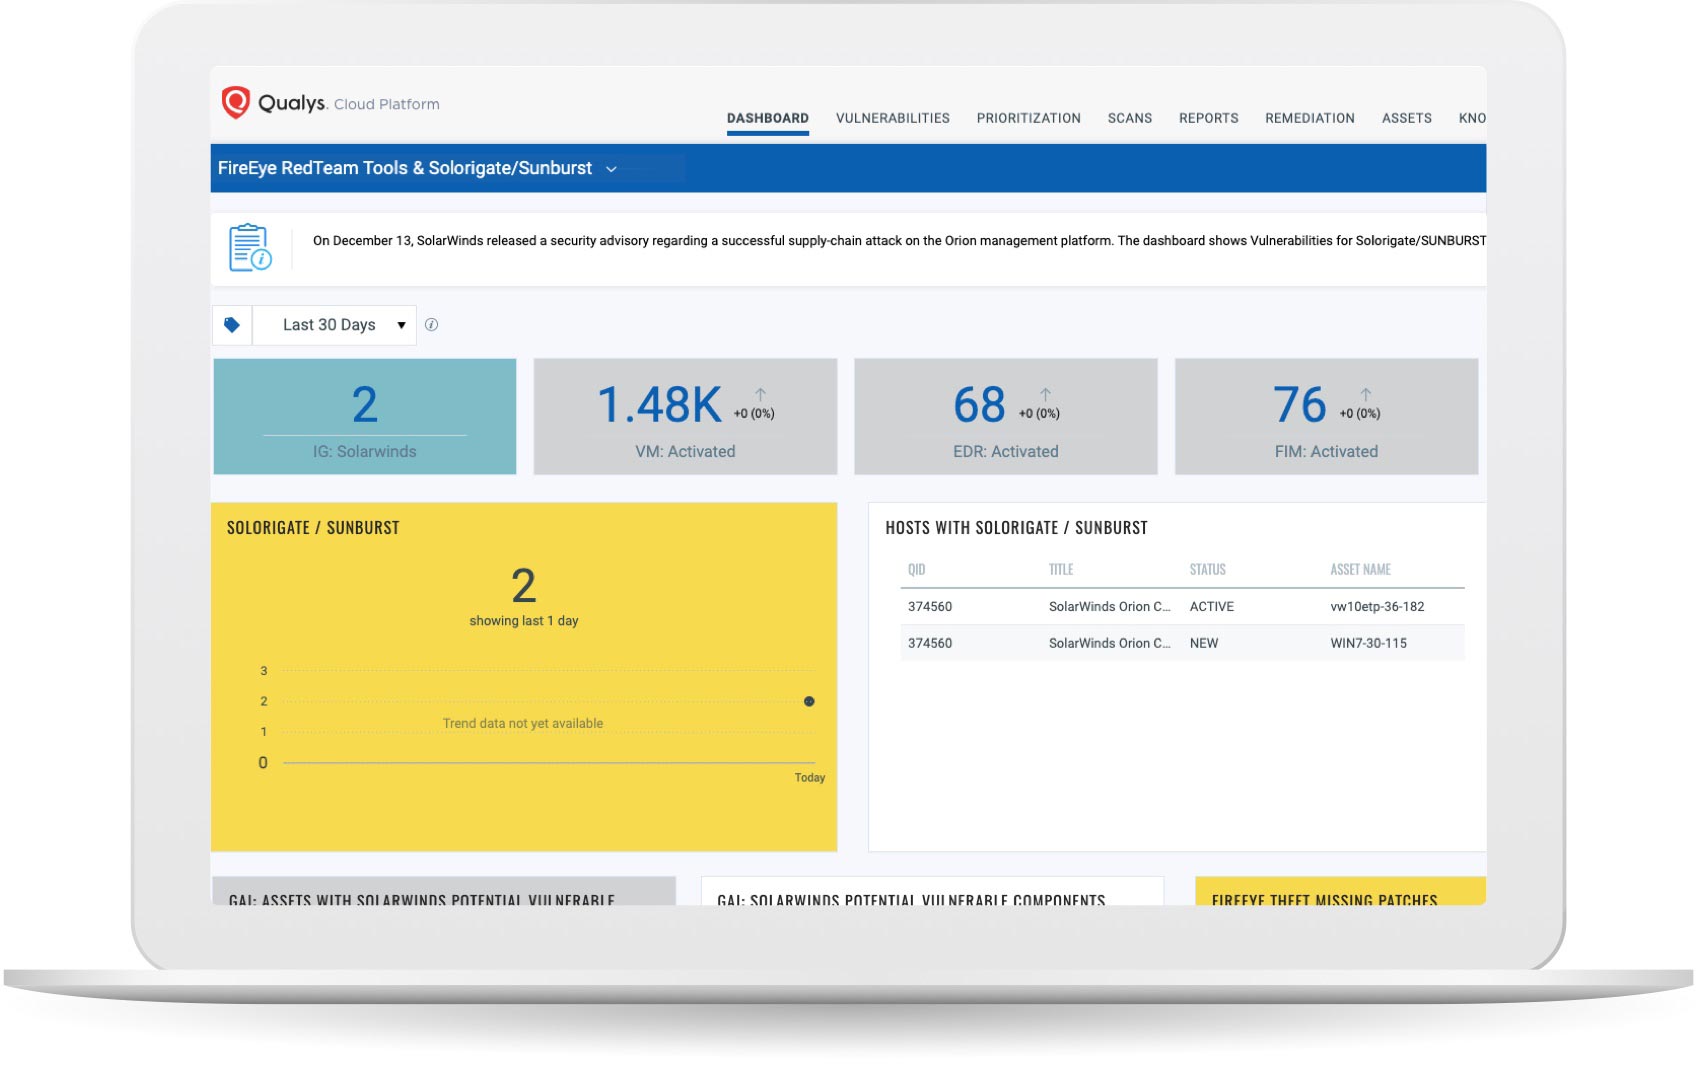 Qualys. Cloud Platform
DASHBOARD VULNERABILITIES PRIORITIZATION SCANS REPORTS REMEDIATION ASSETS KNO
FireEye RedTeam Tools & Solorigate/Sunburst
On December 13, SolarWinds released a security advisory regarding a successful supply-chain attack on the Orion management platform. The dashboard shows Vulnerabilities for Solorigate/SUNBURST
Last 30 Days
2
IG: Solarwinds
1.48K +0 (0%)
VM: Activated
68 +0 (0%)
EDR: Activated
76 +0 (0%)
FIM: Activated
SOLORIGATE / SUNBURST
2
showing last 1 day
3
2
1
Trend data not yet available
0
Today
HOSTS WITH SOLORIGATE / SUNBURST
QID TITLE STATUS ASSET NAME
374560 SolarWinds Orion C... ACTIVE vw10etp-36-182
374560 SolarWinds Orion C... NEW WIN7-30-115
GAI: ASSETS WITH SOLARWINDS POTENTIAL VULNERABLE
GAI: SOLARWINDS POTENTIAL VULNERABLE COMPONENTS
FIREEYE THEFT MISSING PATCHES